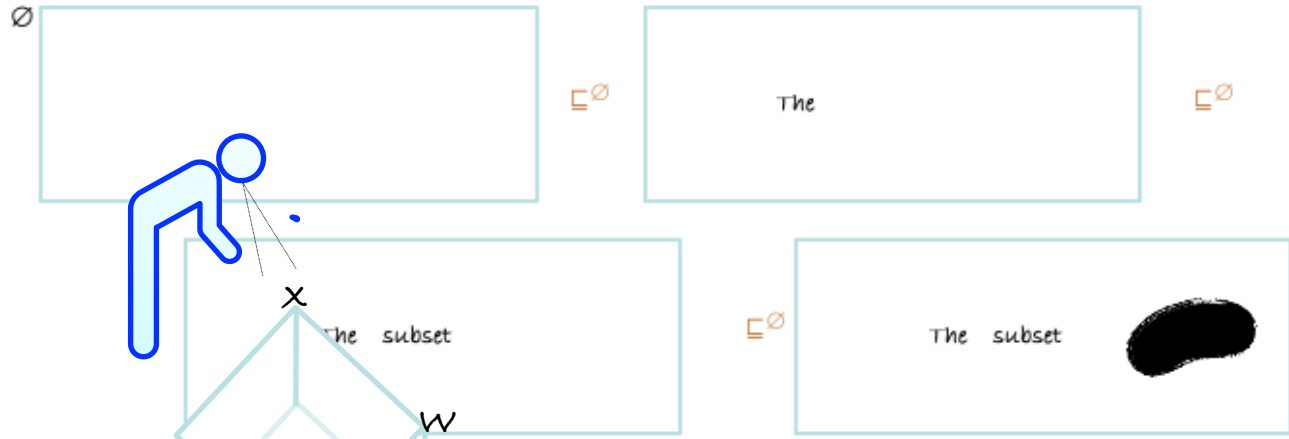 ∅
⊑∅ The ⊑∅
x
The subset ⊑∅ The subset
W